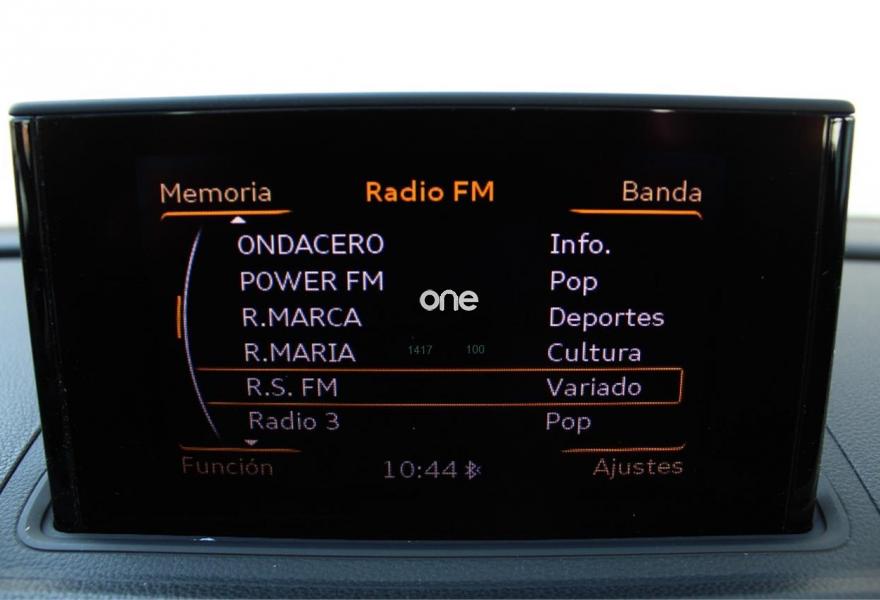 Memoria Radio FM Banda
ONDACERO Info.
POWER FM Pop
one
R.MARCA Deportes
R.MARIA 1417 100 Cultura
R.S. FM Variado
Radio 3 Pop
Función 10:44 Ajustes